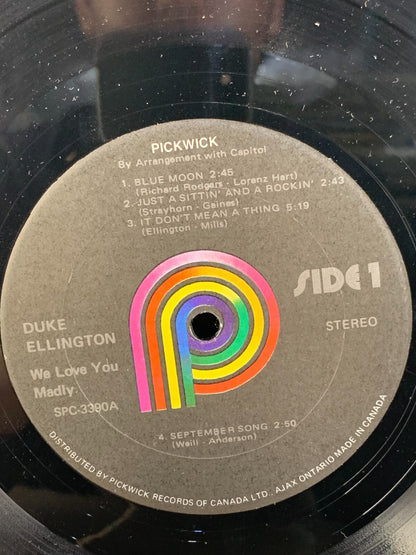 PICKWICK
By Arrangement with Capitol
1. BLUE MOON 2:45
(Richard Rodgers - Lorenz Hart)
2. JUST A SITTIN' AND A ROCKIN' 2:43
(Strayhorn - Gaines)
3. IT DON'T MEAN A THING 5:19
(Ellington - Mills)
SIDE 1
DUKE
ELLINGTON
STEREO
We Love You
Madly
SPC-3390A
4. SEPTEMBER SONG 2:50
(Weill - Anderson)
DISTRIBUTED BY PICKWICK RECORDS OF CANADA LTD., AJAX ONTARIO MADE IN CANADA